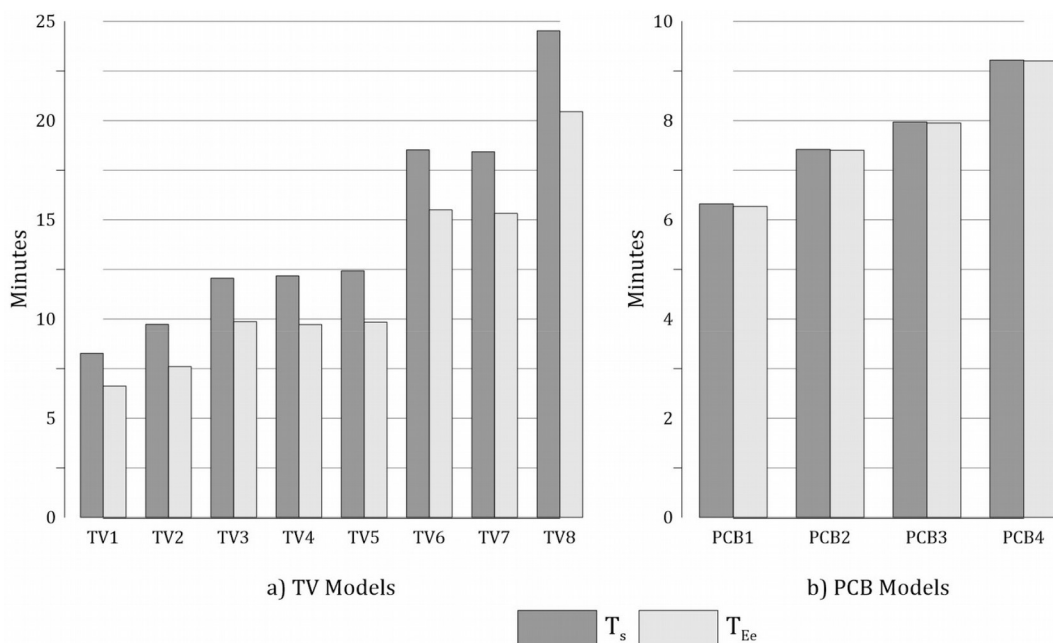 25
20
15
10
5
0
Minutes
TV1 TV2 TV3 TV4 TV5 TV6 TV7 TV8
a) TV Models
10
8
6
4
2
0
Minutes
PCB1 PCB2 PCB3 PCB4
b) PCB Models
Ts TEe